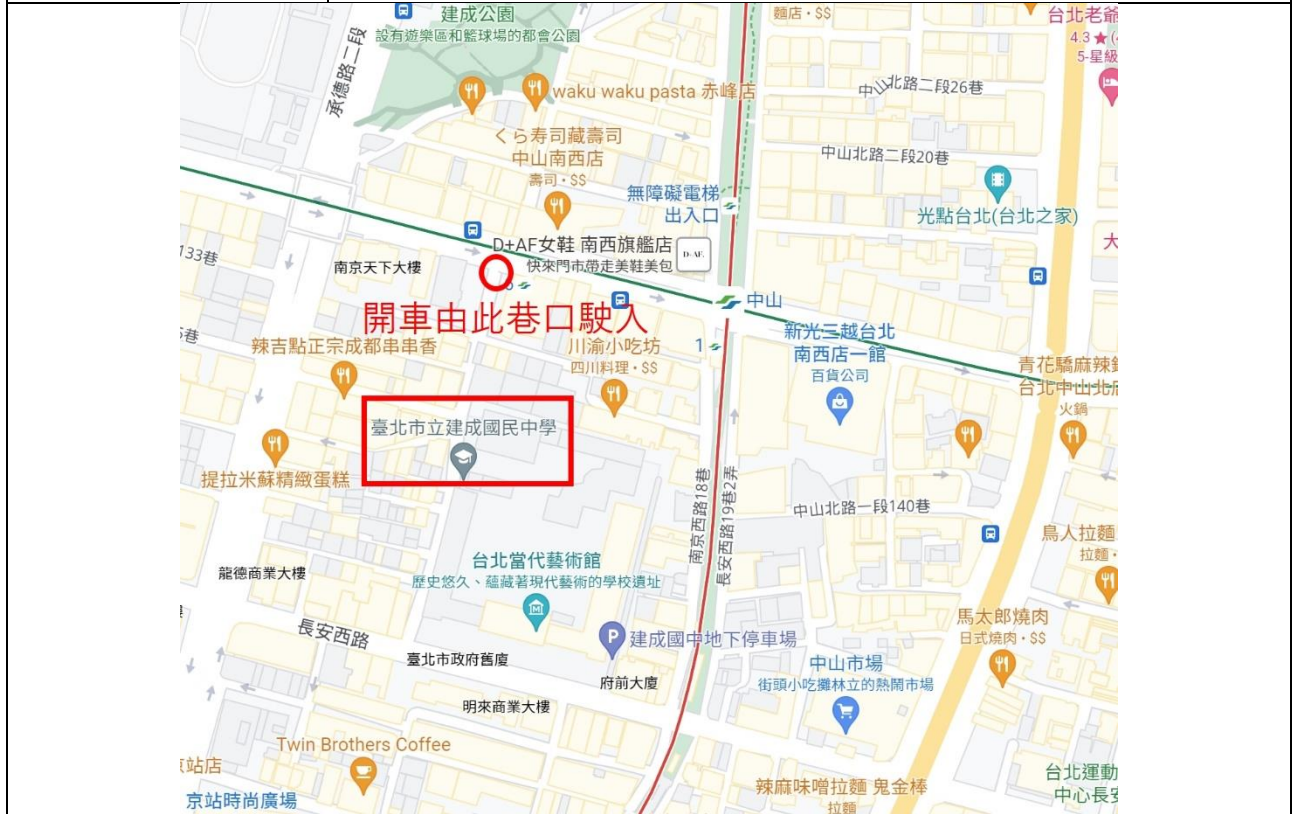 建成公園
設有遊樂區和籃球場的都會公園
麵店・$$
台北老爺
4.3★
5-星級
承德路二段
waku waku pasta 赤峰店
中山北路二段26巷
くら寿司藏壽司
中山南西店
壽司・$$
中山北路二段20巷
無障礙電梯
出入口
光點台北(台北之家)
D+AF女鞋 南西旗艦店
快來門市帶走美鞋美包
D+AF.
大
133巷
南京天下大樓
中山
開車由此巷口駛入
巷
辣吉點正宗成都串串香
川渝小吃坊
四川料理・$$
1
新光三越台北
南西店一館
百貨公司
青花驕麻辣鍋
台北中山北店
火鍋
臺北市立建成國民中學
提拉米蘇精緻蛋糕
南京西路18巷
長安西路19巷2弄
中山北路一段140巷
鳥人拉麵
拉麵・
台北當代藝術館
歷史悠久、蘊藏著現代藝術的學校遺址
龍德商業大樓
長安西路
臺北市政府舊廈
P
建成國中地下停車場
府前大廈
馬太郎燒肉
日式燒肉・$$
中山市場
街頭小吃攤林立的熱鬧市場
明來商業大樓
Twin Brothers Coffee
京站店
京站時尚廣場
辣麻味噌拉麵 鬼金棒
拉麵
台北運動
中心長安